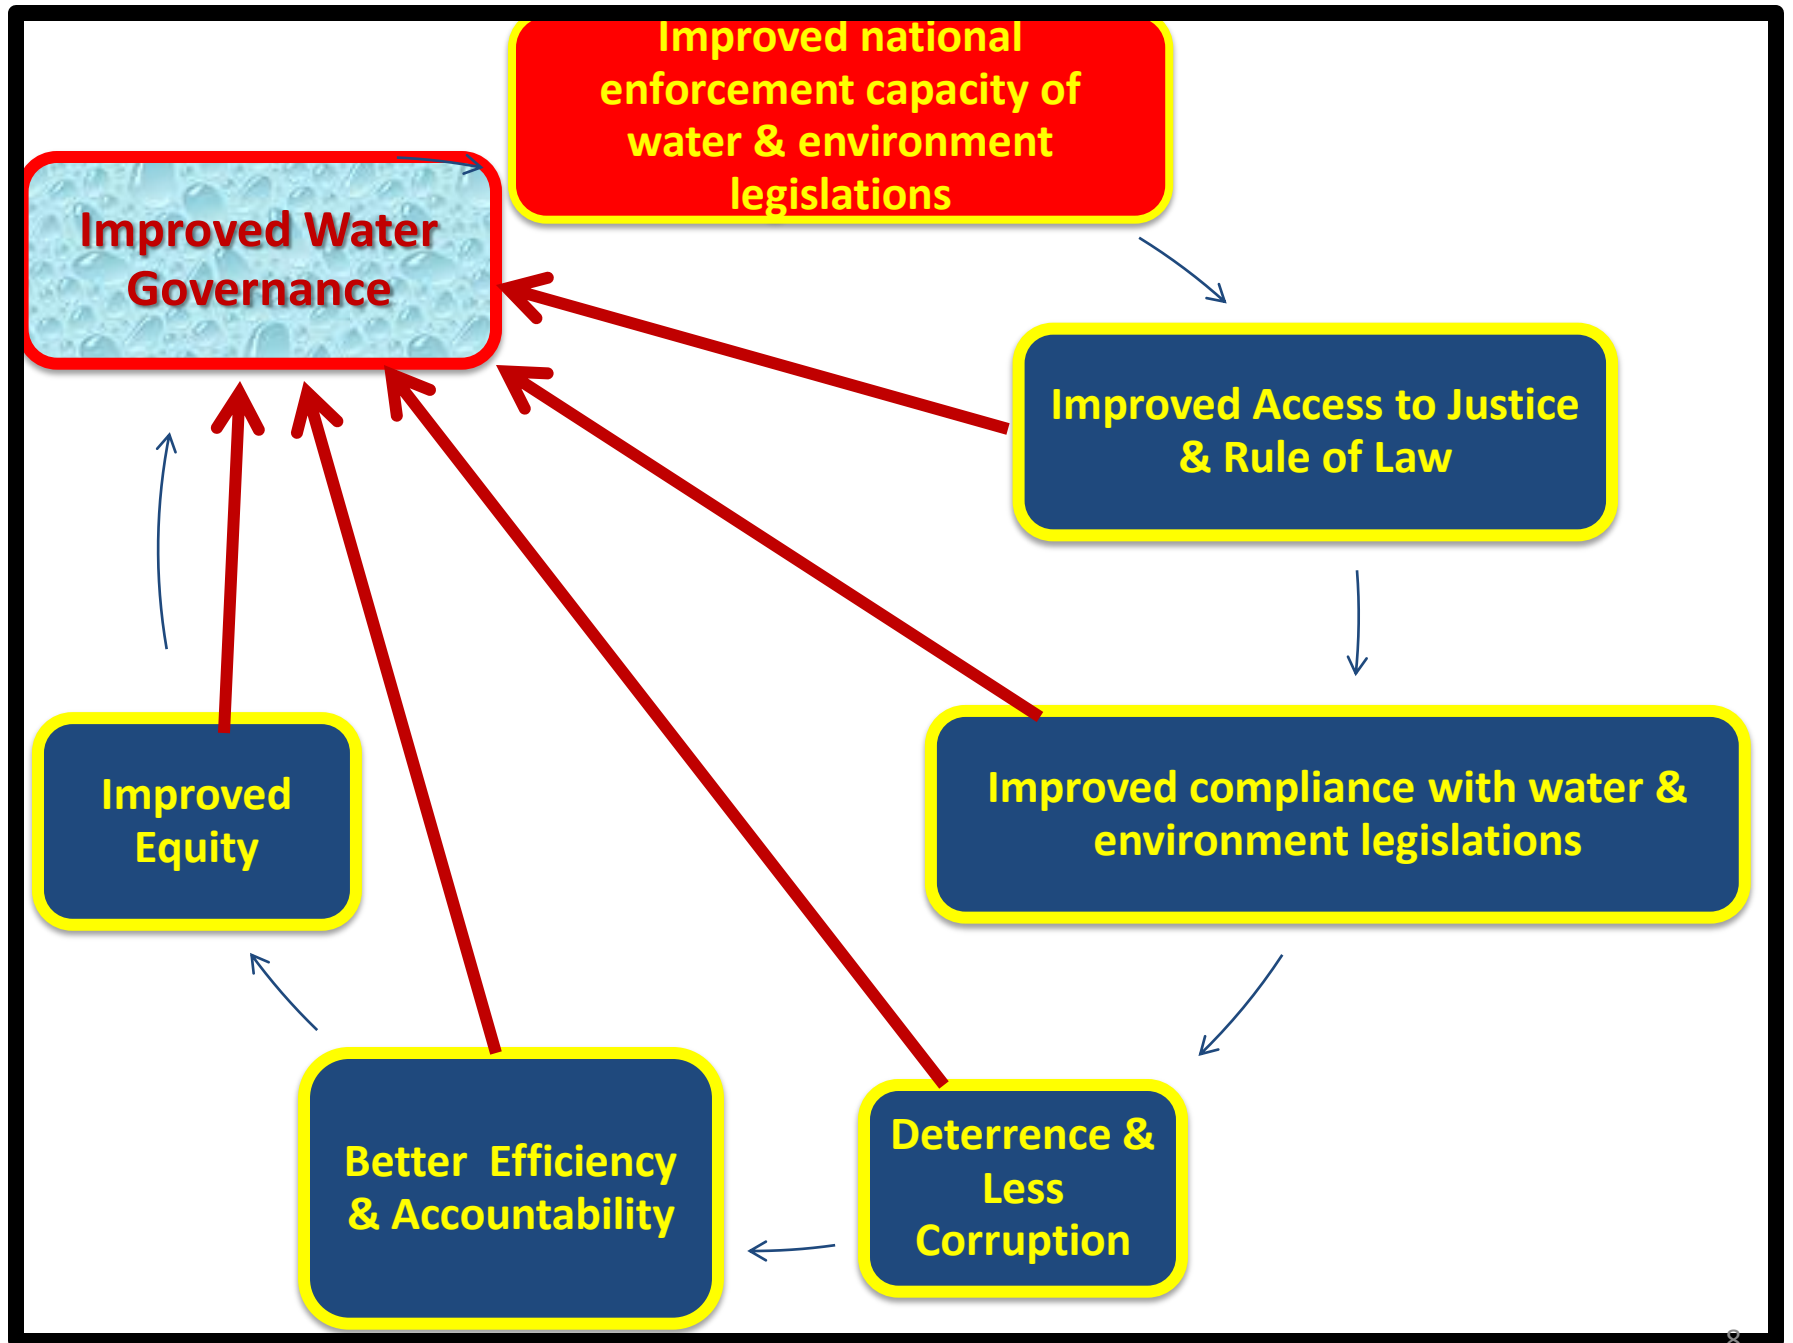 Improved national
enforcement capacity of
water & environment
legislations
Improved Water
Governance
Improved Access to Justice
& Rule of Law
Improved compliance with water &
environment legislations
Improved
Equity
Deterrence &
Less
Corruption
Better Efficiency
& Accountability
8